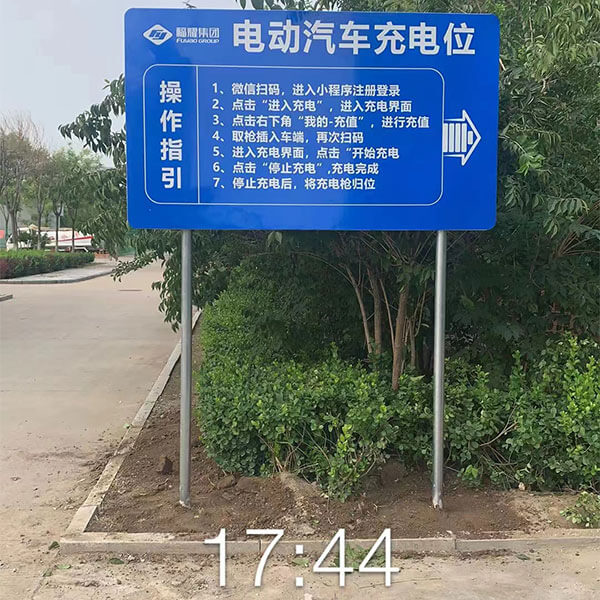 福耀集团
FUSAO GROUP
电动汽车充电位
操作指引
1、微信扫码，进入小程序注册登录
2、点击“进入充电”，进入充电界面
3、点击右下角“我的-充值”，进行充值
4、取枪插入车端，再次扫码
5、进入充电界面，点击“开始充电
6、点击“停止充电”,充电完成
7、停止充电后，将充电枪归位
17:44